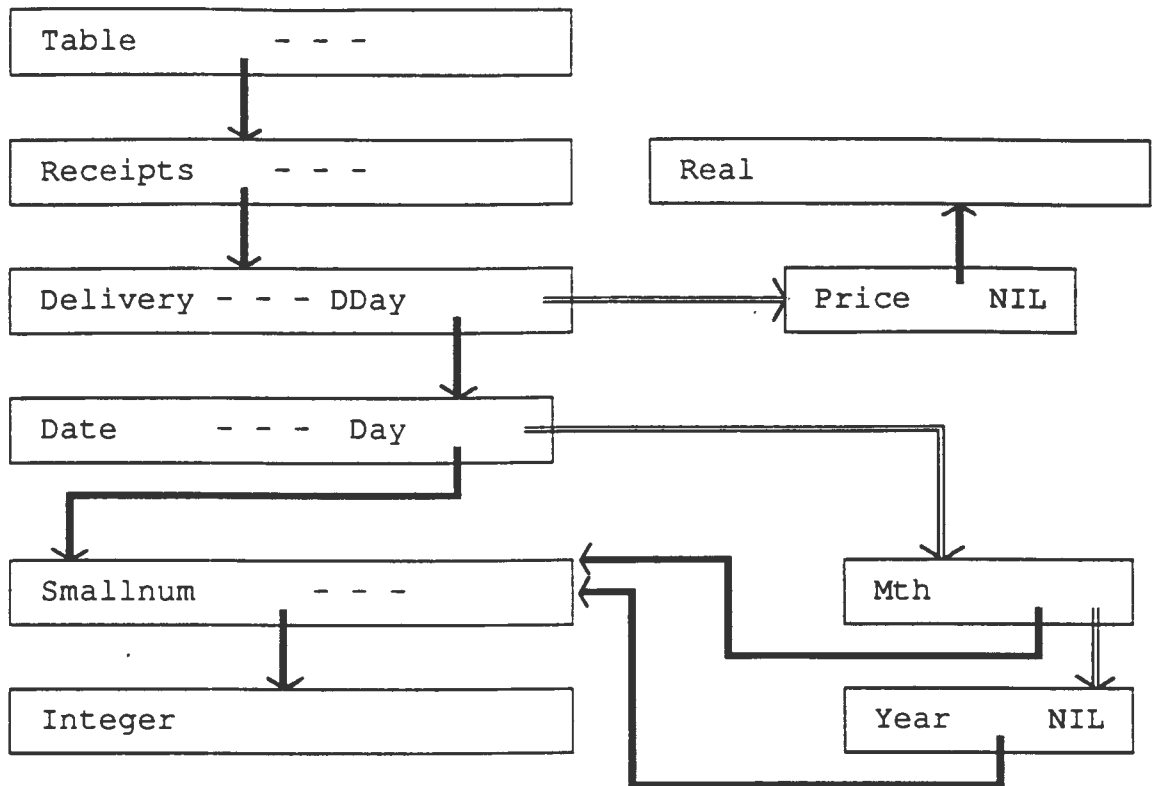 Table - - -
Receipts - - -
Real
Delivery - - - DDay
Price NIL
Date - - - Day
Smallnum - - -
Mth
Integer
Year NIL